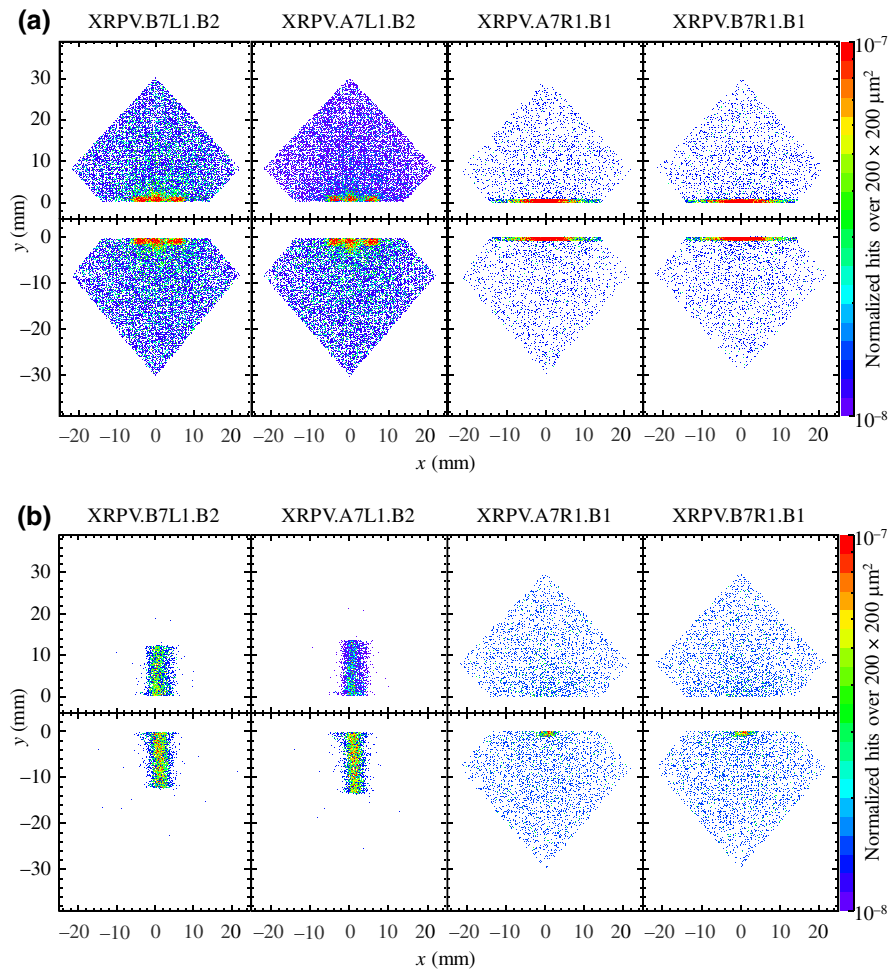 (a)
XRPV.B7L1.B2 XRPV.A7L1.B2 XRPV.A7R1.B1 XRPV.B7R1.B1
30
20
10
0
0
−10
−20
−30
y (mm)
−20 −10 0 10 20 −20 −10 0 10 20 −20 −10 0 10 20 −20 −10 0 10 20
x (mm)
10⁻⁷
Normalized hits over 200 × 200 μm²
10⁻⁸
(b)
XRPV.B7L1.B2 XRPV.A7L1.B2 XRPV.A7R1.B1 XRPV.B7R1.B1
30
20
10
0
0
−10
−20
−30
y (mm)
−20 −10 0 10 20 −20 −10 0 10 20 −20 −10 0 10 20 −20 −10 0 10 20
x (mm)
10⁻⁷
Normalized hits over 200 × 200 μm²
10⁻⁸